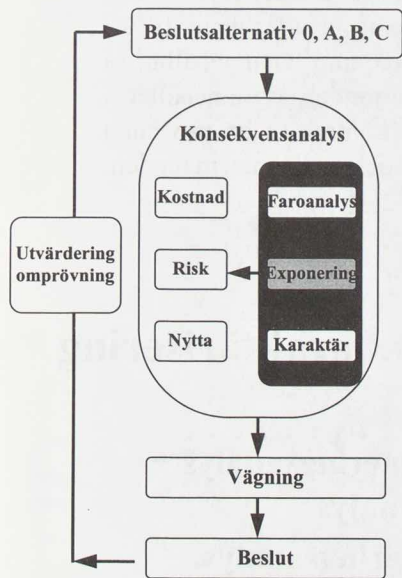 Beslutsalternativ 0, A, B, C
Konsekvensanalys
Kostnad
Faroanalys
Utvärdering
omprövning
Risk
Exponering
Nytta
Karaktär
Vägning
Beslut